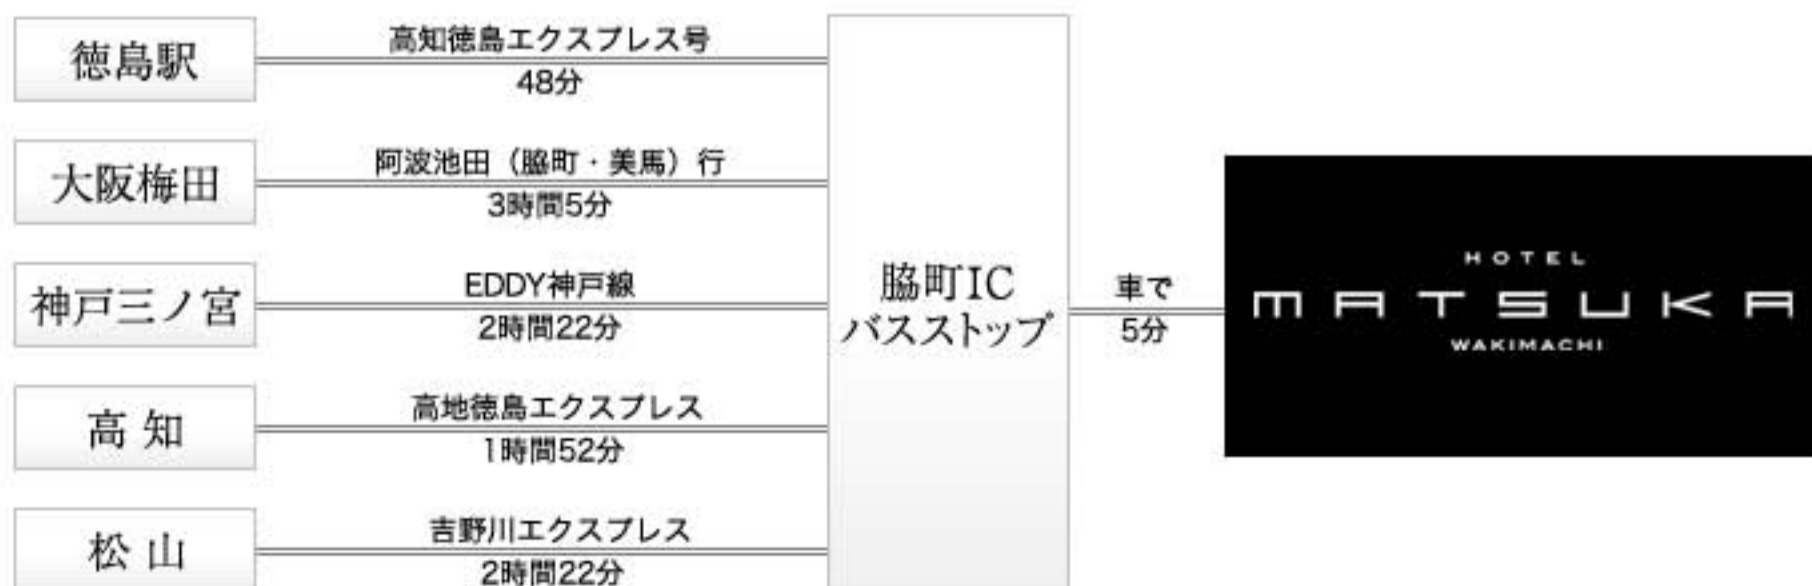 徳島駅
高知徳島エクスプレス号
48分
大阪梅田
阿波池田（脇町・美馬）行
3時間5分
神戸三ノ宮
EDDY神戸線
2時間22分
高 知
高地徳島エクスプレス
1時間52分
松 山
吉野川エクスプレス
2時間22分
脇町IC
バスストップ
車で
5分
HOTEL
MATSUKA
WAKIMACHI